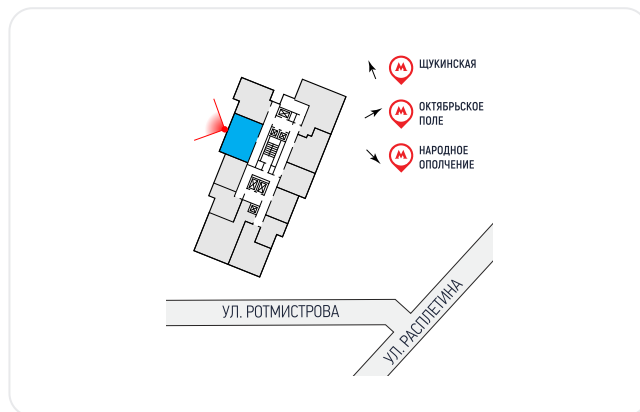 ЩУКИНСКАЯ
ОКТЯБРЬСКОЕ
ПОЛЕ
НАРОДНОЕ
ОПОЛЧЕНИЕ
УЛ. РОТМИСТРОВА
УЛ. РАСПЛЕТИНА